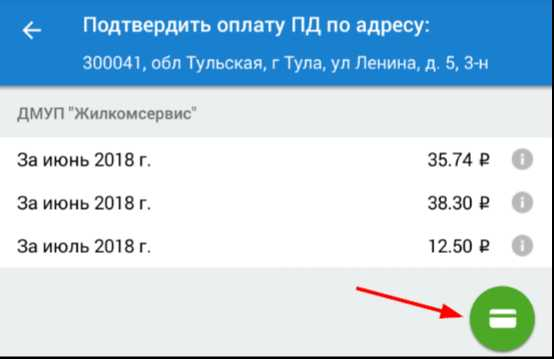 Подтвердить оплату ПД по адресу:
300041, обл Тульская, г Тула, ул Ленина, д. 5, 3-н
ДМУП "Жилкомсервис"
За июнь 2018 г. 35.74 ₽
За июнь 2018 г. 38.30 ₽
За июль 2018 г. 12.50 ₽